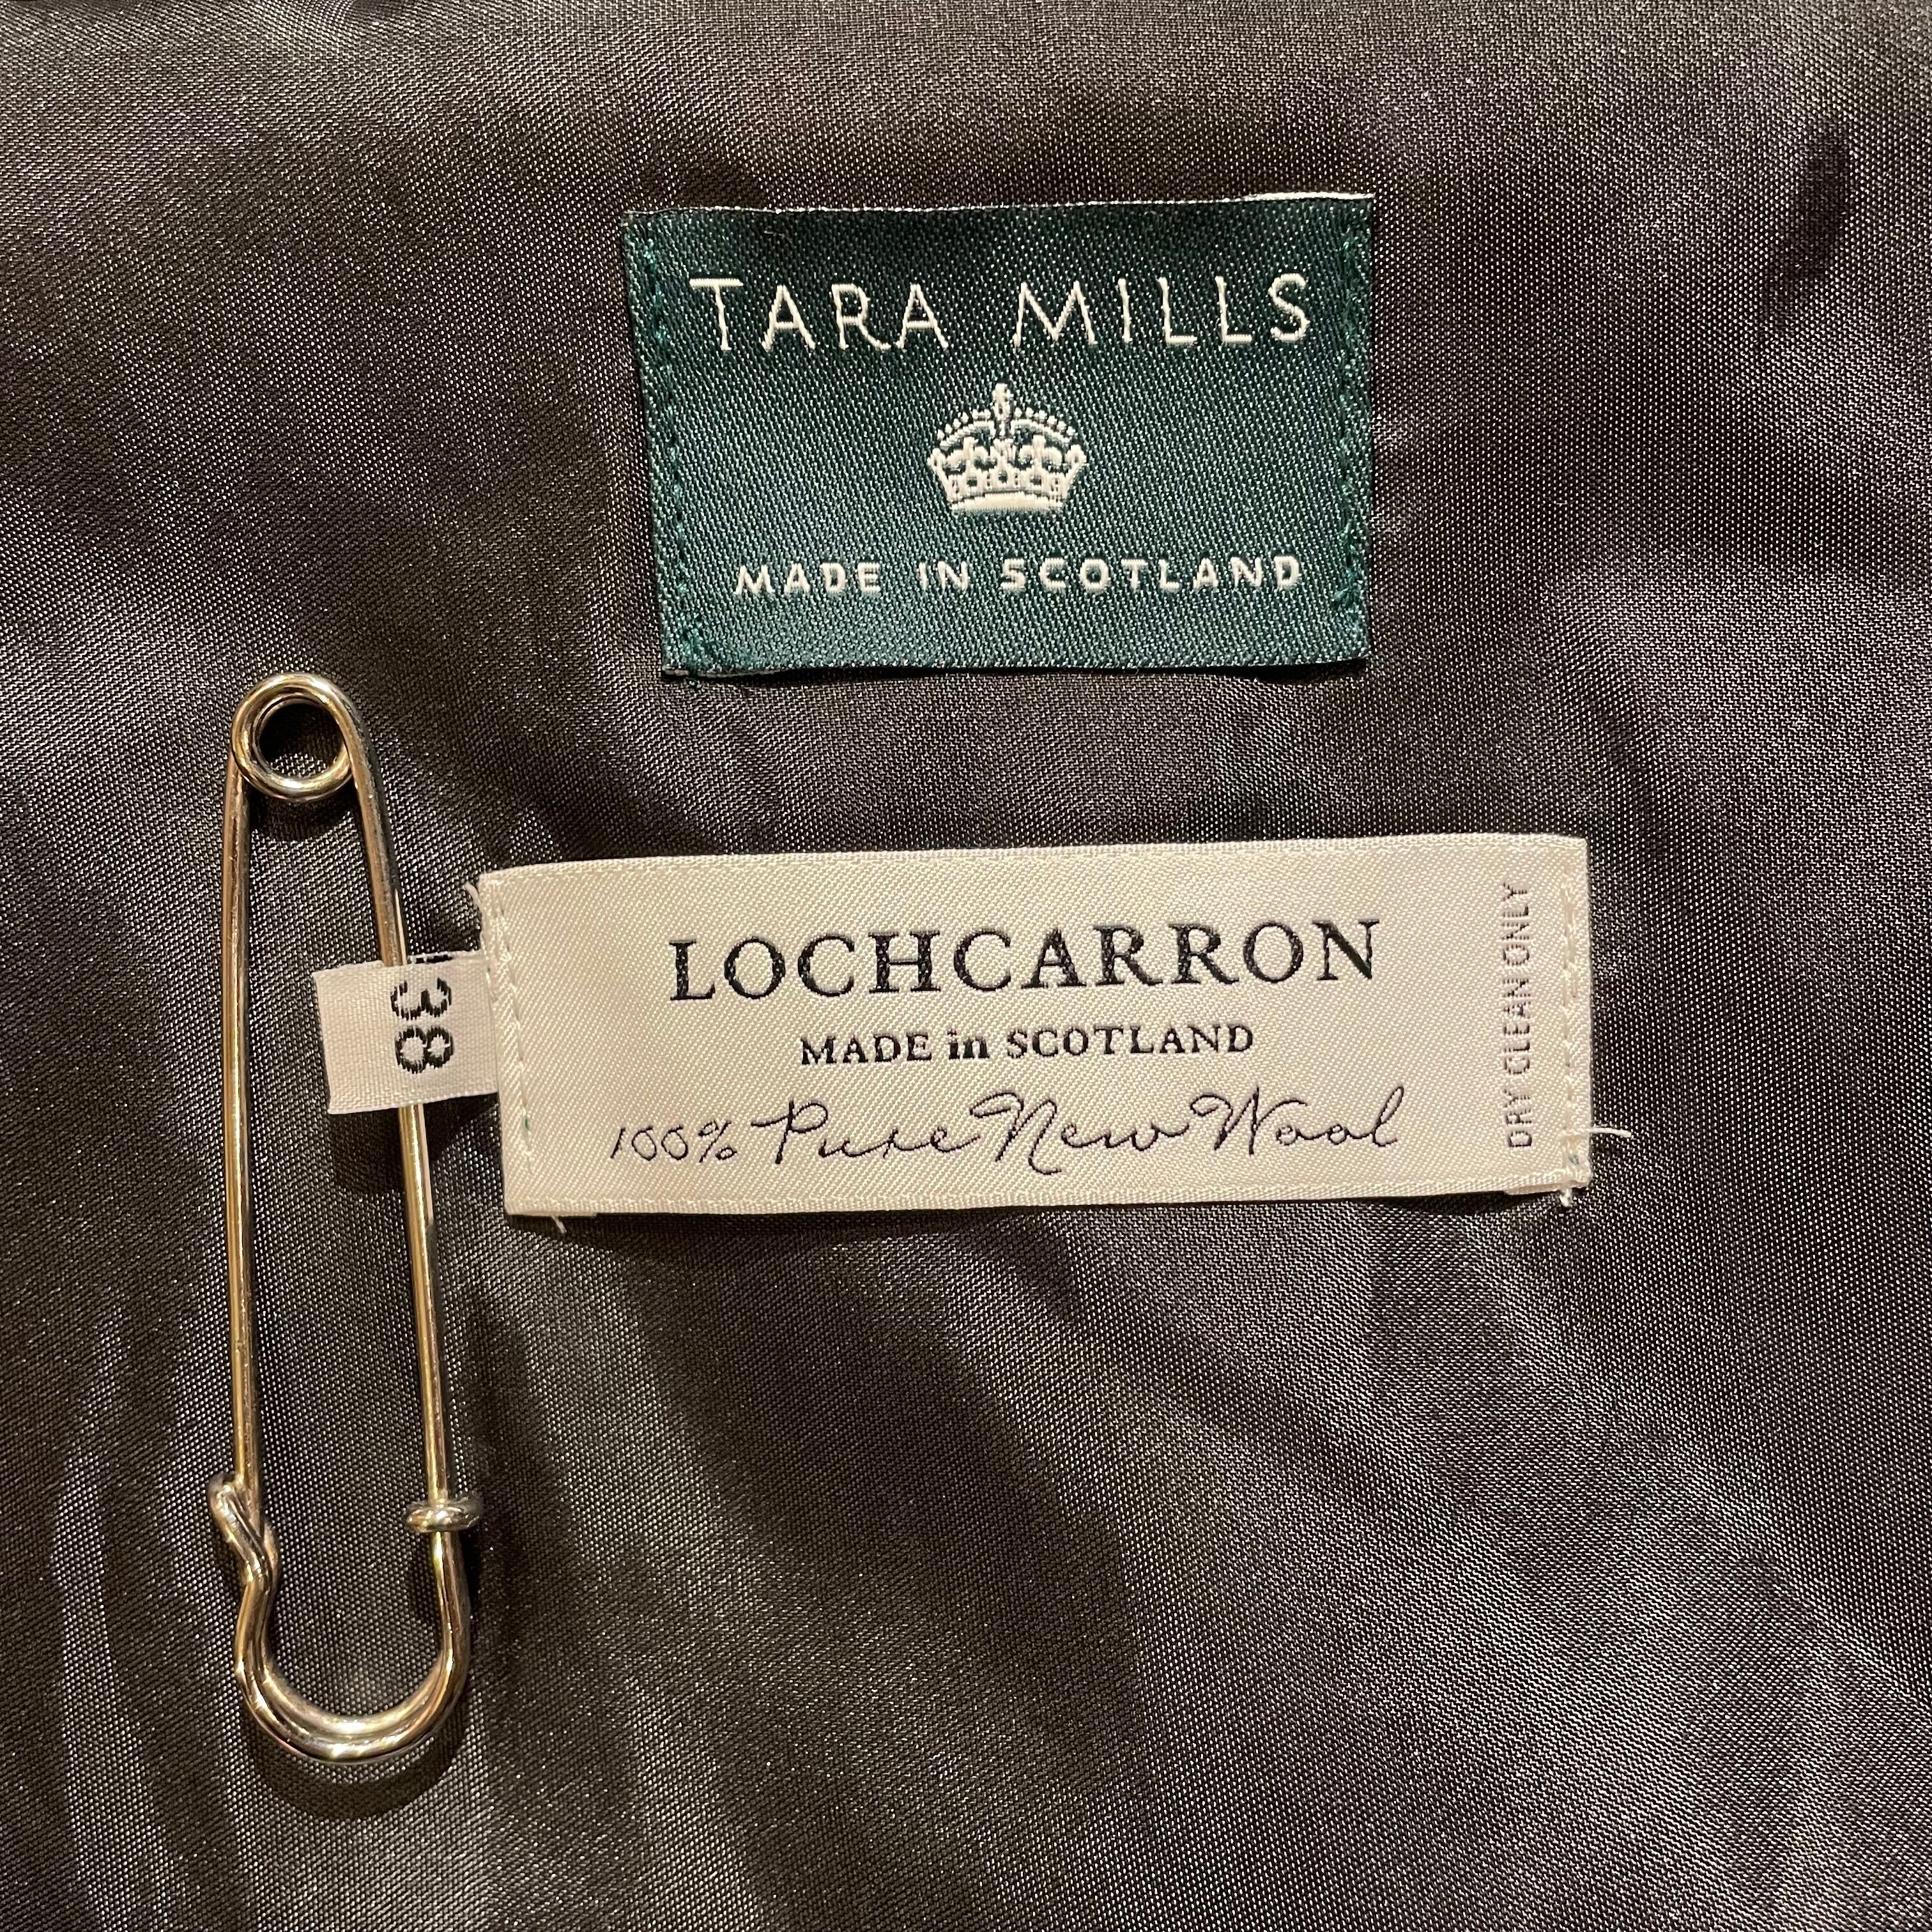 TARA MILLS
MADE IN SCOTLAND
38
LOCHCARRON
MADE in SCOTLAND
100% Pure New Wool
DRY CLEAN ONLY